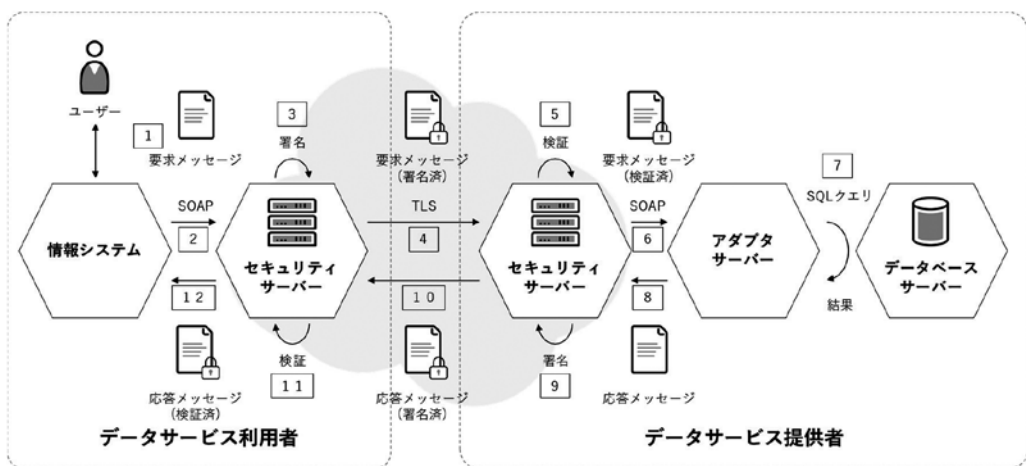 ユーザー
1
要求メッセージ
3
署名
要求メッセージ
(署名済)
5
検証
要求メッセージ
(検証済)
7
SQLクエリ
情報システム
SOAP
2
12
セキュリティ
サーバー
TLS
4
10
セキュリティ
サーバー
SOAP
6
8
アダプタ
サーバー
結果
データベース
サーバー
応答メッセージ
(検証済)
検証
11
応答メッセージ
(署名済)
署名
9
応答メッセージ
データサービス利用者
データサービス提供者